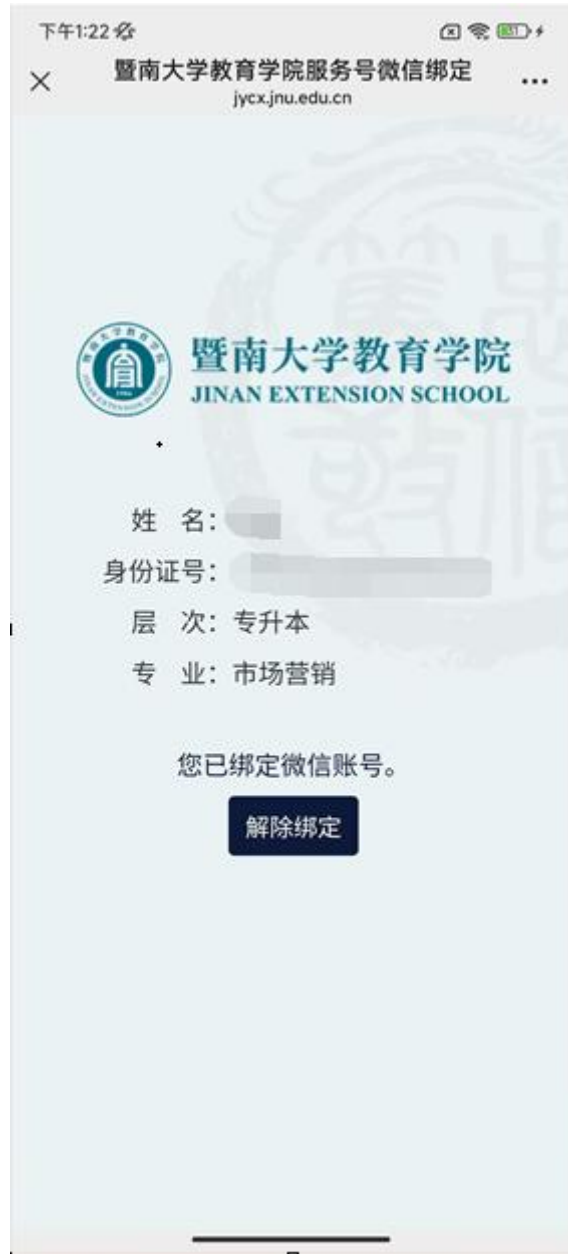 下午1:22
暨南大学教育学院服务号微信绑定
jycx.jnu.edu.cn
暨南大学教育学院
JINAN EXTENSION SCHOOL
姓 名：
身份证号：
层 次：专升本
专 业：市场营销
您已绑定微信账号。
解除绑定